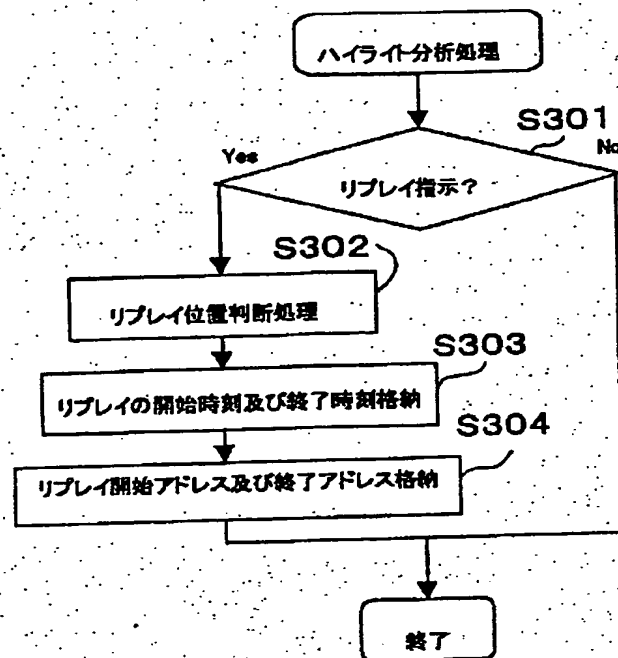 ハイライト分析処理
S301
Yes
No
リプレイ指示？
S302
リプレイ位置判断処理
S303
リプレイの開始時刻及び終了時刻格納
S304
リプレイ開始アドレス及び終了アドレス格納
終了